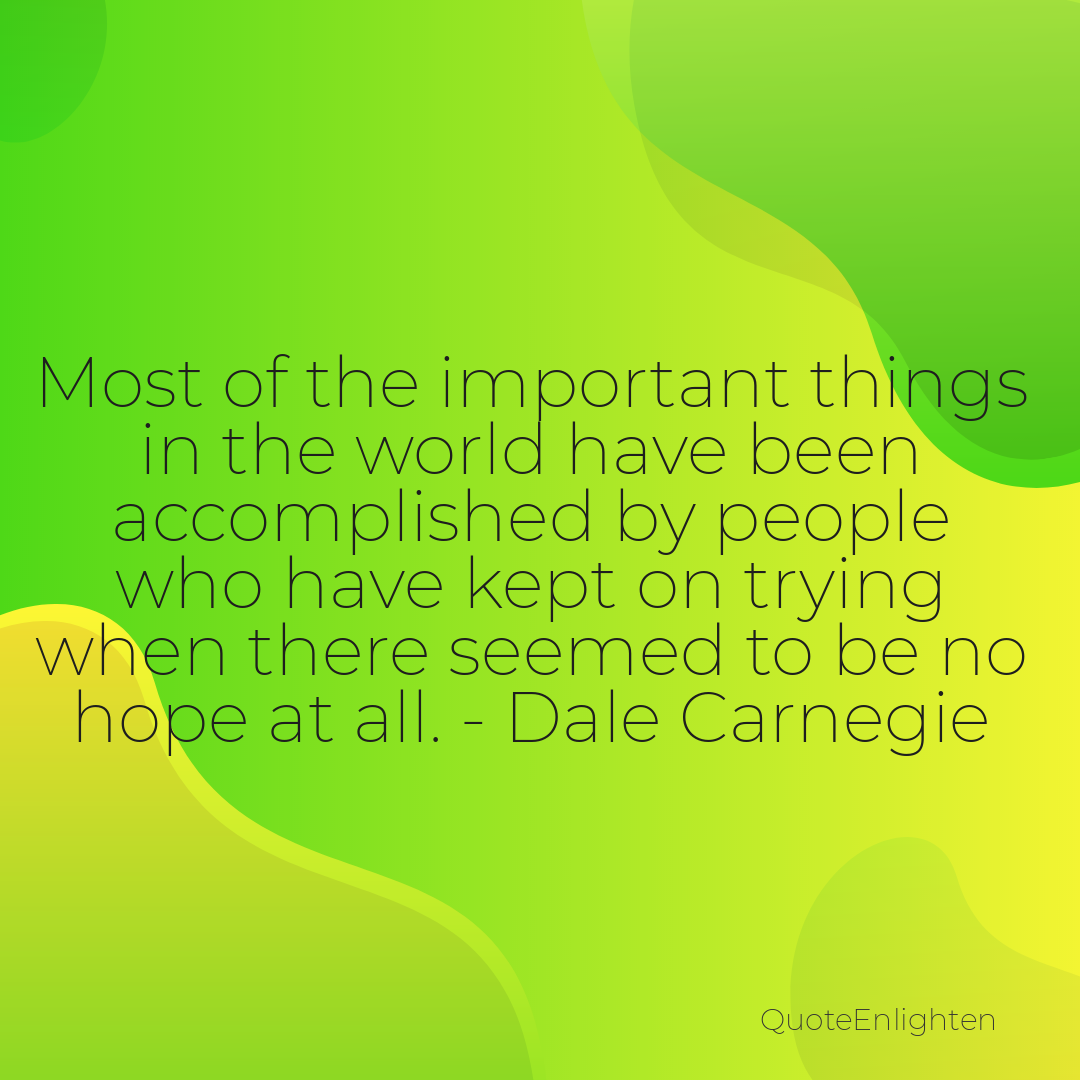 Most of the important things
in the world have been
accomplished by people
who have kept on trying
when there seemed to be no
hope at all. - Dale Carnegie
QuoteEnlighten